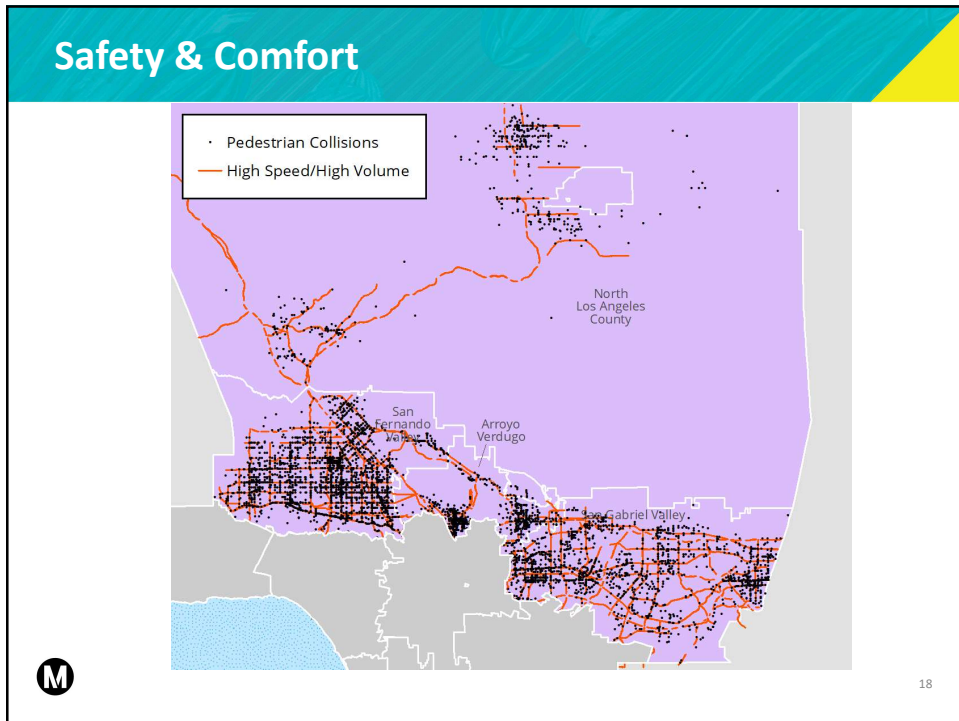 Safety & Comfort
Pedestrian Collisions
High Speed/High Volume
North
Los Angeles
County
San
Fernando
Valley
Arroyo
Verdugo
San Gabriel Valley
M
18